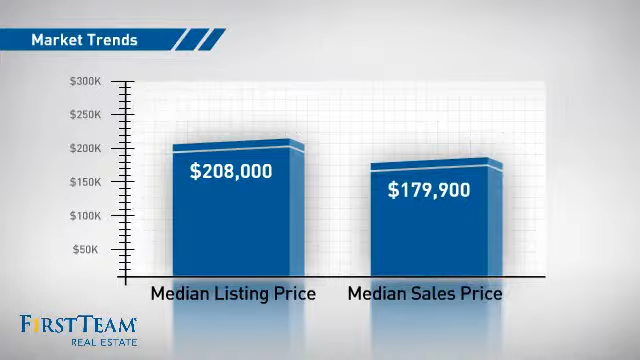 Market Trends
$300K
$250K
$200K
$150K
$100K
$50K
$208,000
$179,900
Median Listing Price
Median Sales Price
FIRSTTEAM®
REAL ESTATE